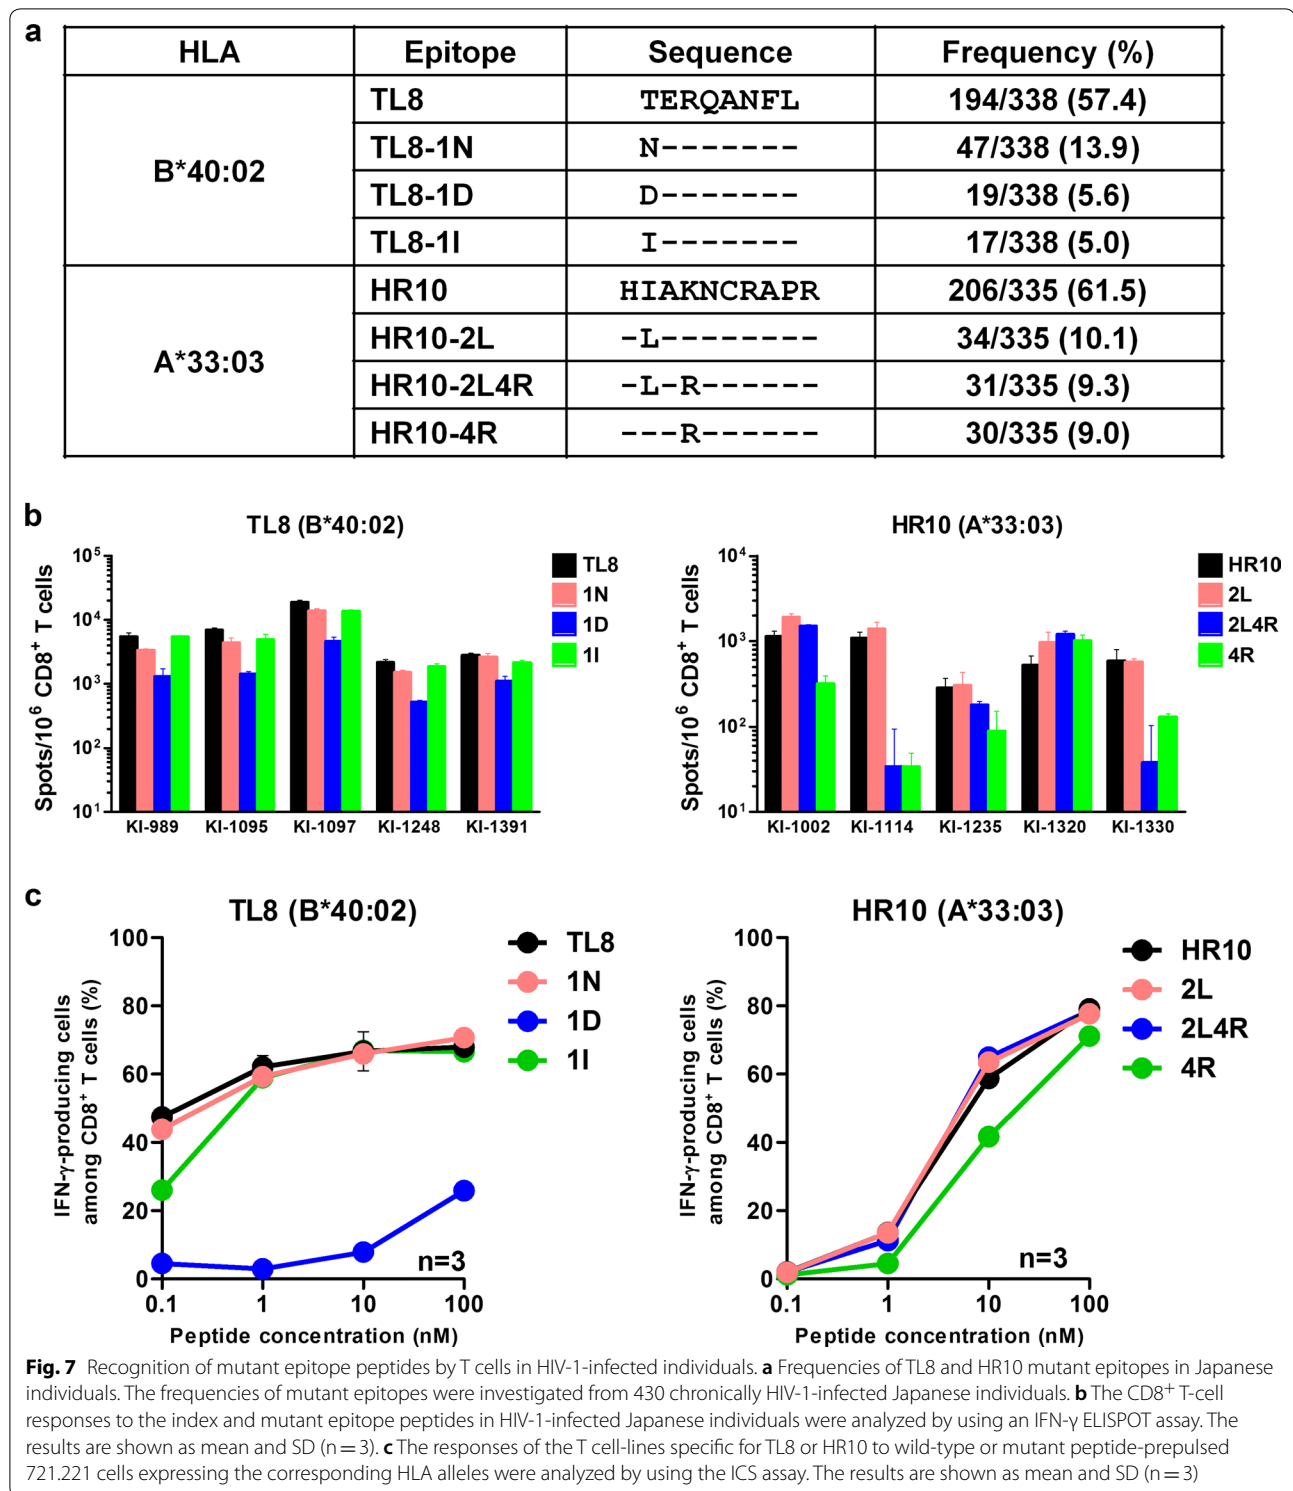 a
HLA Epitope Sequence Frequency (%)
B*40:02
TL8 TERQANFL 194/338 (57.4)
TL8-1N N------- 47/338 (13.9)
TL8-1D D------- 19/338 (5.6)
TL8-1I I------- 17/338 (5.0)
A*33:03
HR10 HIAKNCRAPR 206/335 (61.5)
HR10-2L -L-------- 34/335 (10.1)
HR10-2L4R -L-R------ 31/335 (9.3)
HR10-4R ---R------ 30/335 (9.0)
b
TL8 (B*40:02)
Spots/10⁶ CD8⁺ T cells
10⁵
10⁴
10³
10²
10¹
KI-989 KI-1095 KI-1097 KI-1248 KI-1391
TL8
1N
1D
1I
HR10 (A*33:03)
Spots/10⁶ CD8⁺ T cells
10⁴
10³
10²
10¹
KI-1002 KI-1114 KI-1235 KI-1320 KI-1330
HR10
2L
2L4R
4R
c
TL8 (B*40:02)
IFN-γ-producing cells
among CD8⁺ T cells (%)
100
80
60
40
20
0
0.1 1 10 100
Peptide concentration (nM)
n=3
TL8
1N
1D
1I
HR10 (A*33:03)
IFN-γ-producing cells
among CD8⁺ T cells (%)
100
80
60
40
20
0
0.1 1 10 100
Peptide concentration (nM)
n=3
HR10
2L
2L4R
4R
Fig. 7 Recognition of mutant epitope peptides by T cells in HIV-1-infected individuals. a Frequencies of TL8 and HR10 mutant epitopes in Japanese
individuals. The frequencies of mutant epitopes were investigated from 430 chronically HIV-1-infected Japanese individuals. b The CD8⁺ T-cell
responses to the index and mutant epitope peptides in HIV-1-infected Japanese individuals were analyzed by using an IFN-γ ELISPOT assay. The
results are shown as mean and SD (n = 3). c The responses of the T cell-lines specific for TL8 or HR10 to wild-type or mutant peptide-prepulsed
721.221 cells expressing the corresponding HLA alleles were analyzed by using the ICS assay. The results are shown as mean and SD (n = 3)